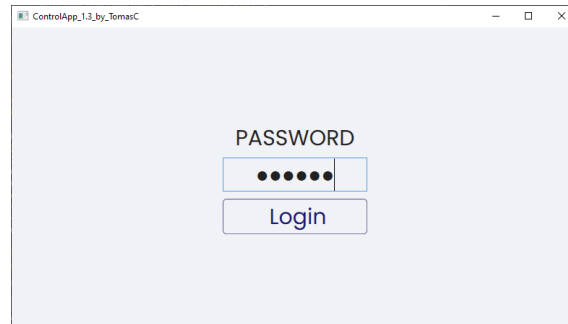 ControlApp_1.3_by_TomasC
PASSWORD
●●●●●●
Login